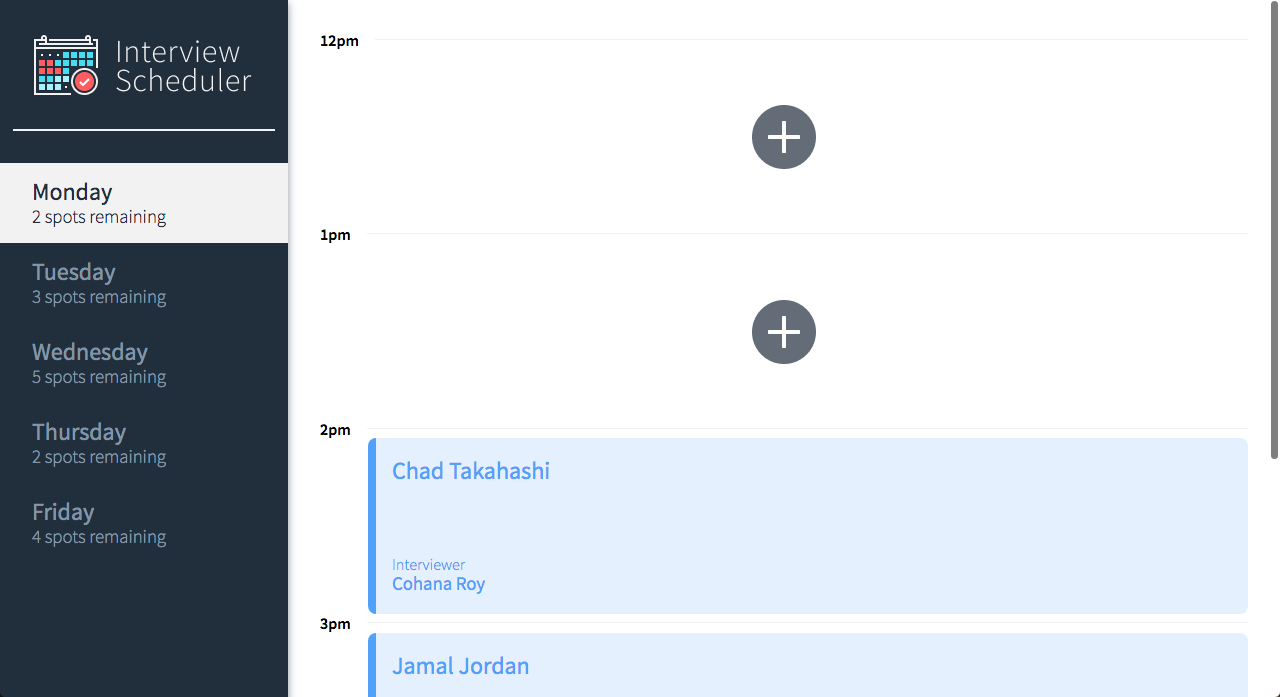 Interview
Scheduler
Monday
2 spots remaining
Tuesday
3 spots remaining
Wednesday
5 spots remaining
Thursday
2 spots remaining
Friday
4 spots remaining
12pm
1pm
2pm
Chad Takahashi
Interviewer
Cohana Roy
3pm
Jamal Jordan